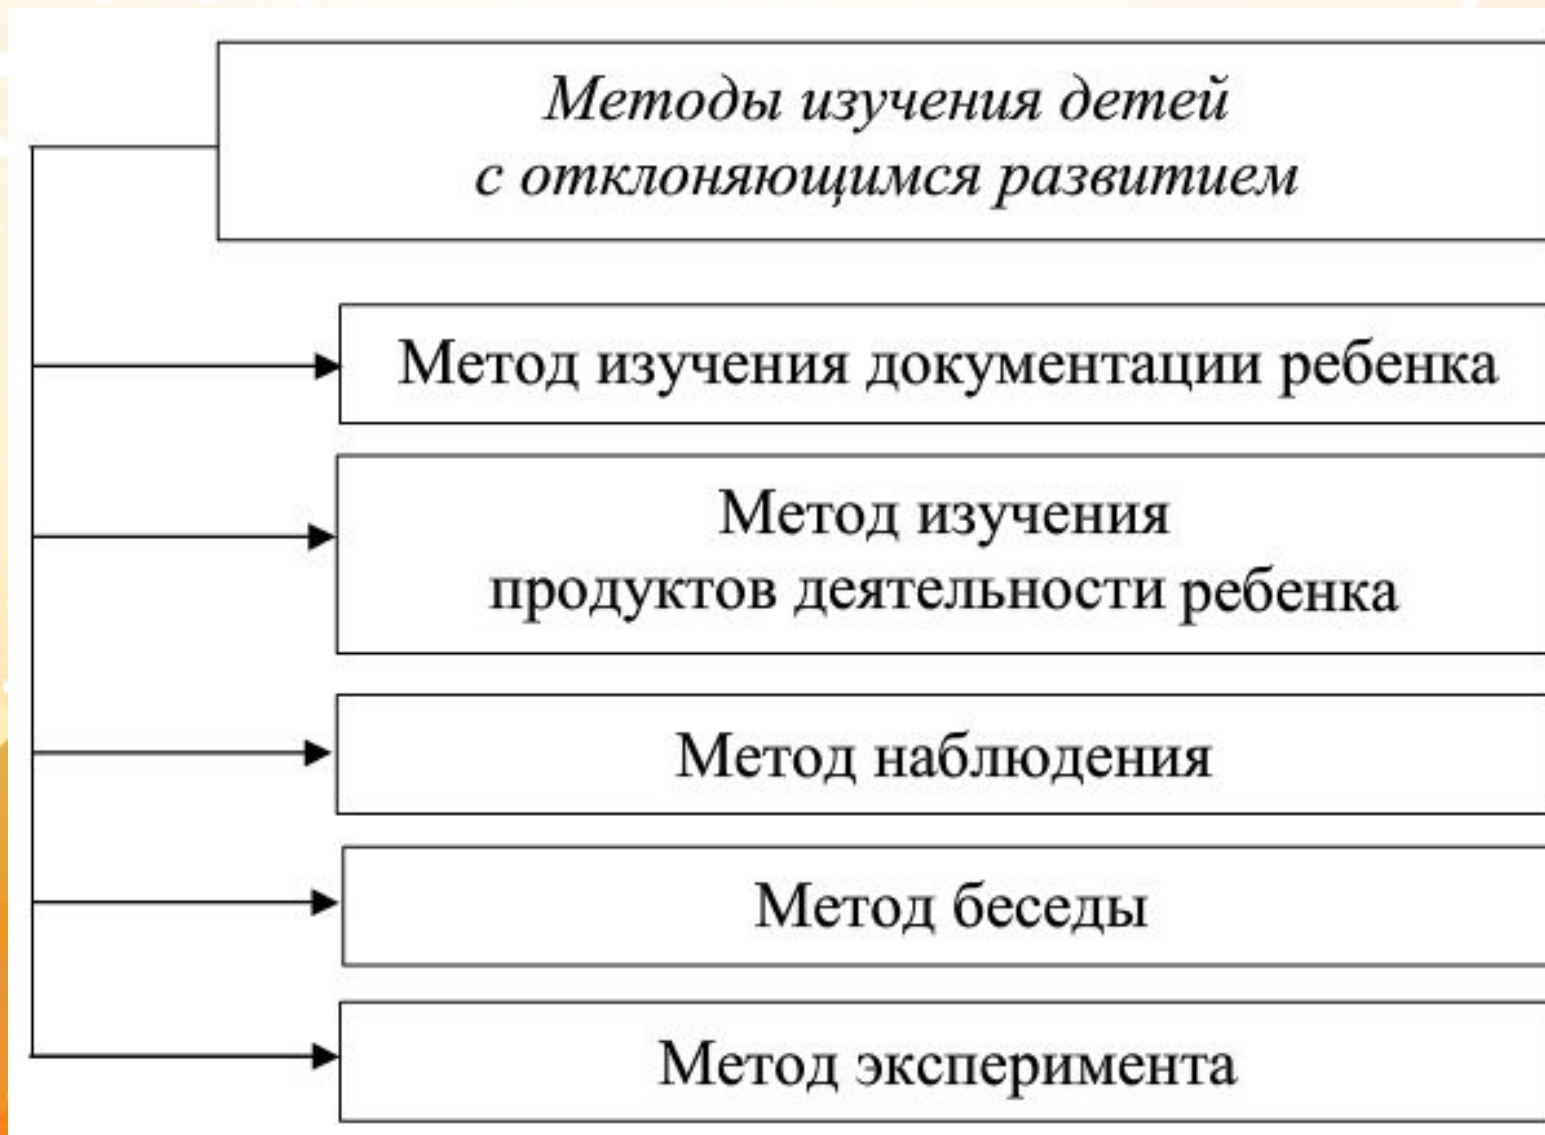 Методы изучения детей
с отклоняющимся развитием
Метод изучения документации ребенка
Метод изучения
продуктов деятельности ребенка
Метод наблюдения
Метод беседы
Метод эксперимента